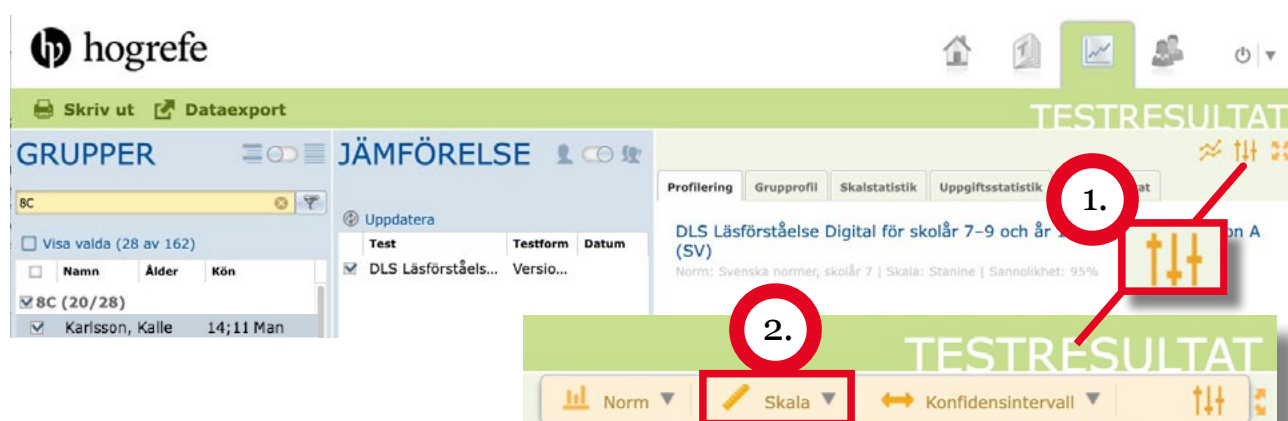 hogrefe
Skriv ut Dataexport
TESTRESULTAT
GRUPPER
8C
Visa valda (28 av 162)
Namn Ålder Kön
8C (20/28)
Karlsson, Kalle 14;11 Man
JÄMFÖRELSE
Uppdatera
Test Testform Datum
DLS Läsförståels... Versio...
Profilering Grupprofil Skalstatistik Uppgiftsstatistik at
1.
DLS Läsförståelse Digital för skolår 7–9 och år 1 on A
(SV)
Norm: Svenska normer, skolår 7 | Skala: Stanine | Sannolikhet: 95%
2.
TESTRESULTAT
Norm Skala Konfidensintervall